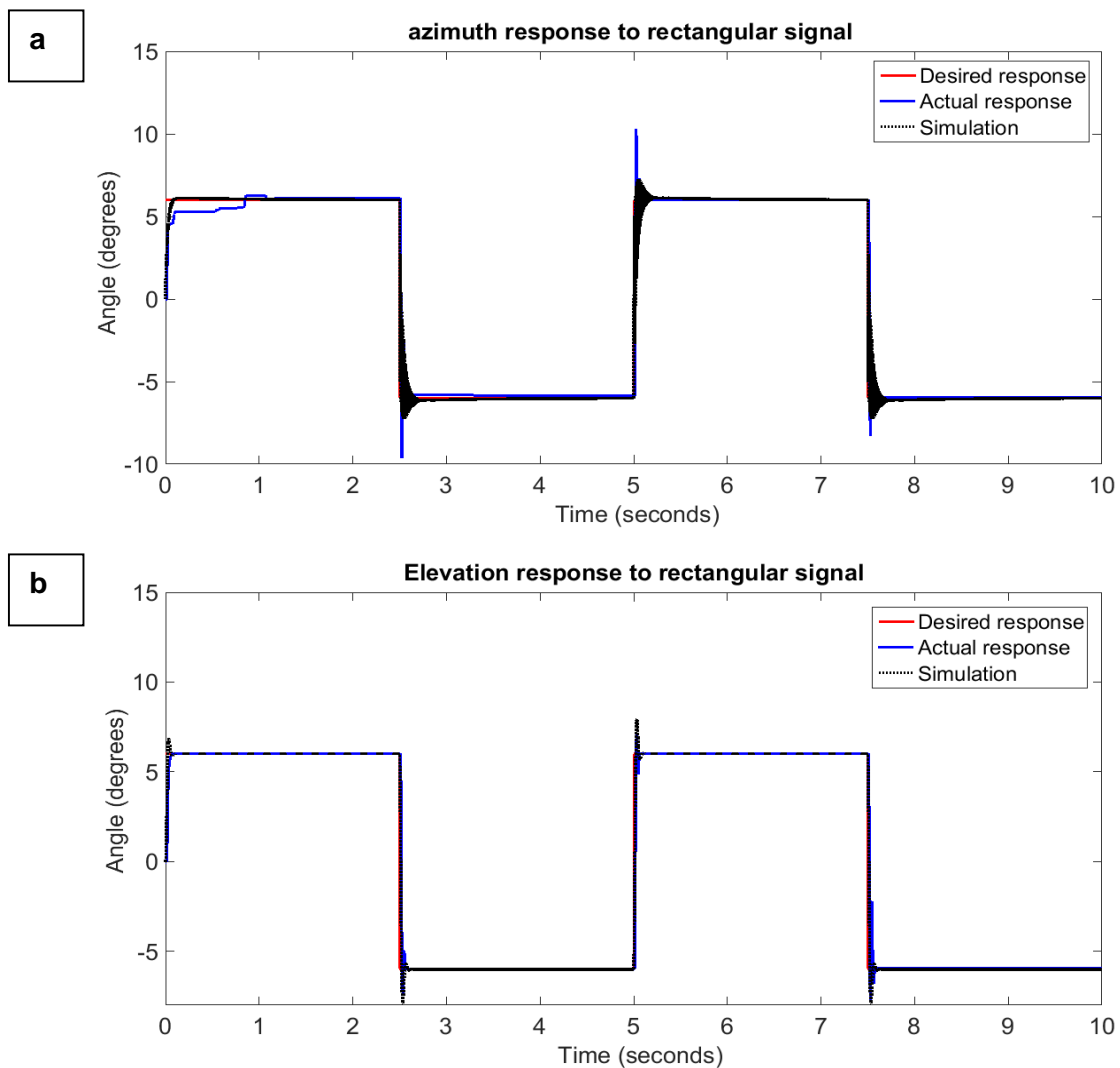 a
azimuth response to rectangular signal
15
10
5
0
-5
-10
Angle (degrees)
Desired response
Actual response
Simulation
0 1 2 3 4 5 6 7 8 9 10
Time (seconds)
b
Elevation response to rectangular signal
15
10
5
0
-5
Angle (degrees)
Desired response
Actual response
Simulation
0 1 2 3 4 5 6 7 8 9 10
Time (seconds)